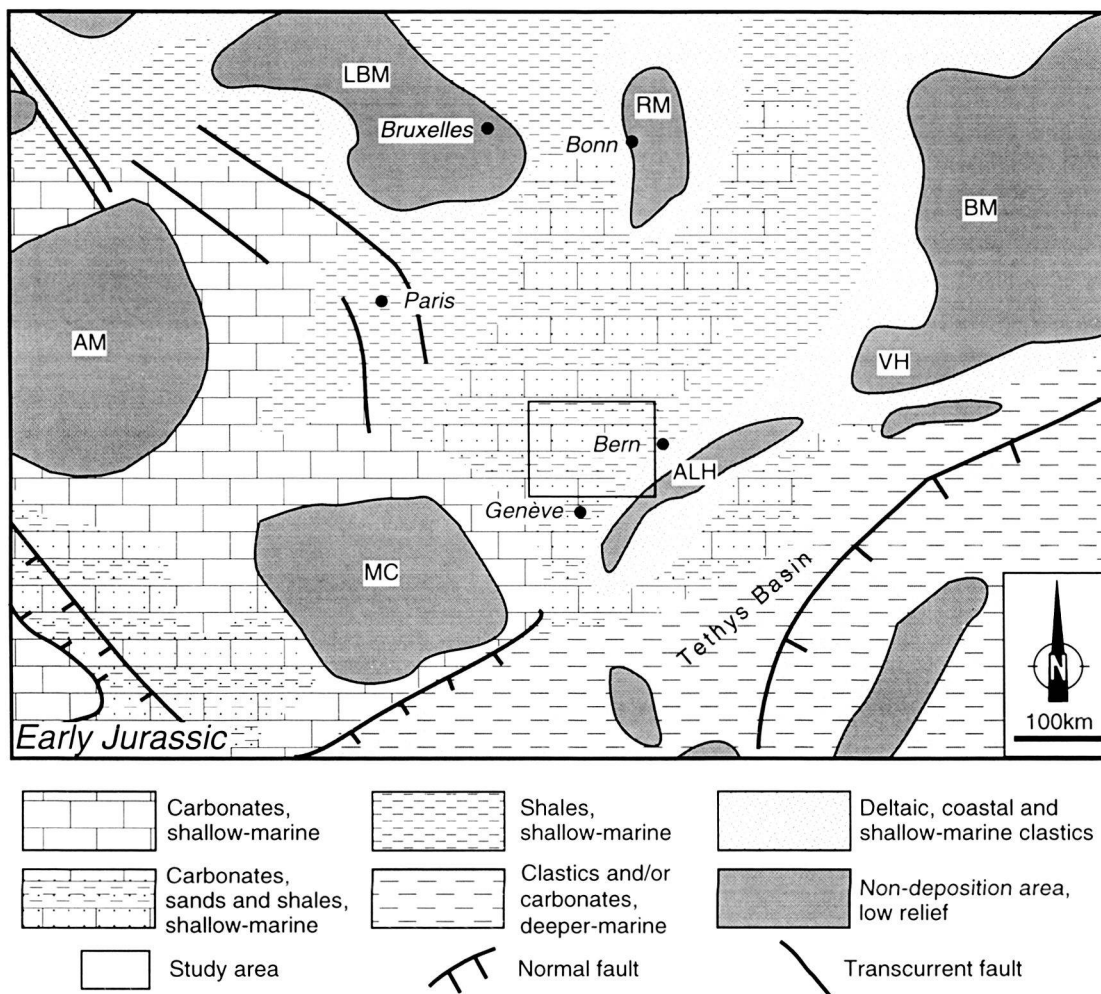 LBM
RM
Bruxelles
Bonn
BM
Paris
AM
VH
Bern
ALH
Genève
MC
Tethys Basin
N
100km
Early Jurassic
Carbonates,
shallow-marine
Shales,
shallow-marine
Deltaic, coastal and
shallow-marine clastics
Carbonates,
sands and shales,
shallow-marine
Clastics and/or
carbonates,
deeper-marine
Non-deposition area,
low relief
Study area
Normal fault
Transcurrent fault